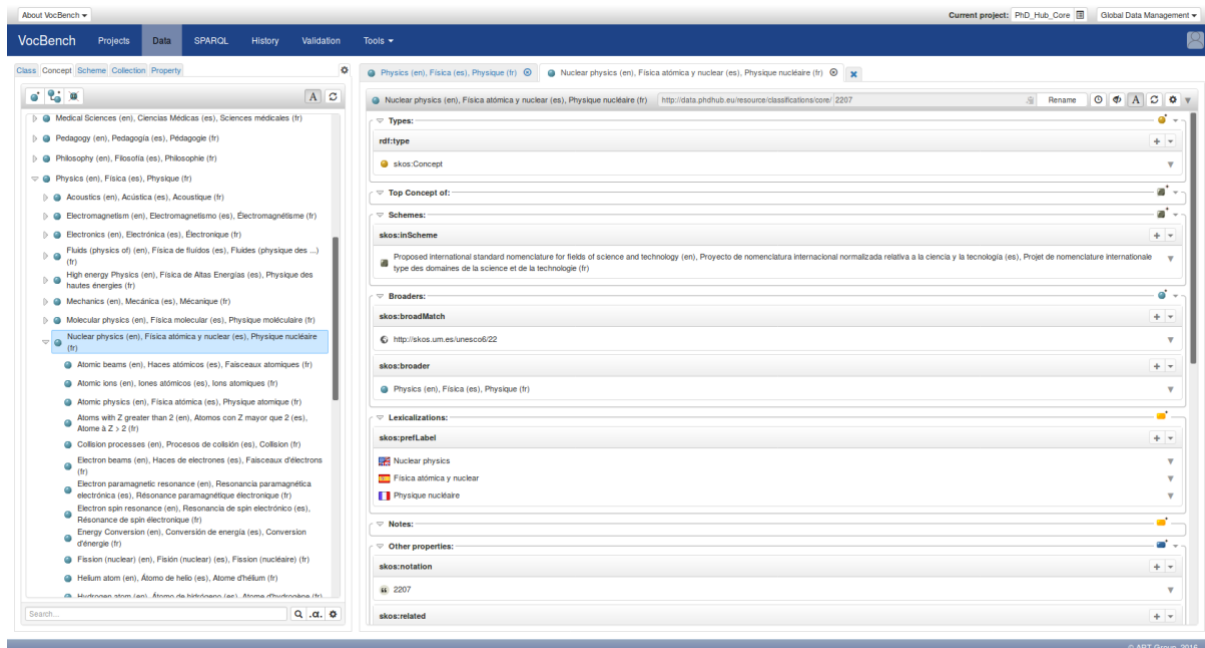 About VocBench
Current project: PhD_Hub_Core
Global Data Management
VocBench Projects Data SPARQL History Validation Tools
Class Concept Scheme Collection Property
Medical Sciences (en), Ciencias Médicas (es), Sciences médicales (fr)
Pedagogy (en), Pedagogía (es), Pédagogie (fr)
Philosophy (en), Filosofía (es), Philosophie (fr)
Physics (en), Física (es), Physique (fr)
Acoustics (en), Acústica (es), Acoustique (fr)
Electromagnetism (en), Electromagnetismo (es), Électromagnétisme (fr)
Electronics (en), Electrónica (es), Électronique (fr)
Fluids (physics of) (en), Física de fluidos (es), Fluides (physique des ...)
(fr)
High energy Physics (en), Física de Altas Energías (es), Physique des
hautes énergies (fr)
Mechanics (en), Mecánica (es), Mécanique (fr)
Molecular physics (en), Física molecular (es), Physique moléculaire (fr)
Nuclear physics (en), Física atómica y nuclear (es), Physique nucléaire
(fr)
Atomic beams (en), Haces atómicos (es), Faisceaux atomiques (fr)
Atomic ions (en), Iones atómicos (es), Ions atomiques (fr)
Atomic physics (en), Física atómica (es), Physique atomique (fr)
Atoms with Z greater than 2 (en), Atomos con Z mayor que 2 (es),
Atome à Z > 2 (fr)
Collision processes (en), Procesos de colisión (es), Collision (fr)
Electron beams (en), Haces de electrones (es), Faisceaux d'électrons
(fr)
Electron paramagnetic resonance (en), Resonancia paramagnética
electrónica (es), Résonance paramagnétique électronique (fr)
Electron spin resonance (en), Resonancia de spin electrónico (es),
Résonance de spin électronique (fr)
Energy Conversion (en), Conversión de energía (es), Conversion
d'énergie (fr)
Fission (nuclear) (en), Fisión (nuclear) (es), Fission (nucléaire) (fr)
Helium atom (en), Átomo de helio (es), Atome d'hélium (fr)
Hydrogen atom (en), Átomo de hidrógeno (es), Atome d'hydrogène (fr)
Search...
.α.
Physics (en), Física (es), Physique (fr)
Nuclear physics (en), Física atómica y nuclear (es), Physique nucléaire (fr)
Nuclear physics (en), Física atómica y nuclear (es), Physique nucléaire (fr) http://data.phdhub.eu/resource/classifications/core/ 2207 Rename A
Types:
rdf:type
skos:Concept
Top Concept of:
Schemes:
skos:inScheme
Proposed international standard nomenclature for fields of science and technology (en), Proyecto de nomenclatura internacional normalizada relativa a la ciencia y la tecnología (es), Projet de nomenclature internationale
type des domaines de la science et de la technologie (fr)
Broaders:
skos:broadMatch
http://skos.um.es/unesco6/22
skos:broader
Physics (en), Física (es), Physique (fr)
Lexicalizations:
skos:prefLabel
Nuclear physics
Física atómica y nuclear
Physique nucléaire
Notes:
Other properties:
skos:notation
2207
skos:related
© ART Group, 2016